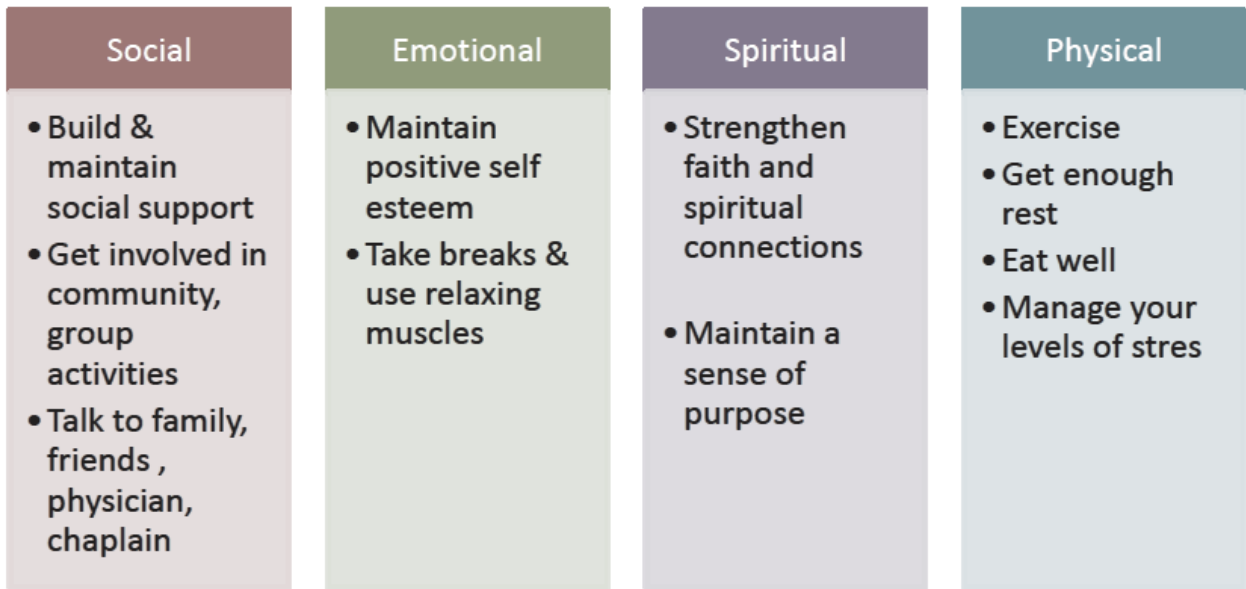 Social
• Build &
maintain
social support
• Get involved in
community,
group
activities
• Talk to family,
friends ,
physician,
chaplain
Emotional
• Maintain
positive self
esteem
• Take breaks &
use relaxing
muscles
Spiritual
• Strengthen
faith and
spiritual
connections
• Maintain a
sense of
purpose
Physical
• Exercise
• Get enough
rest
• Eat well
• Manage your
levels of stres